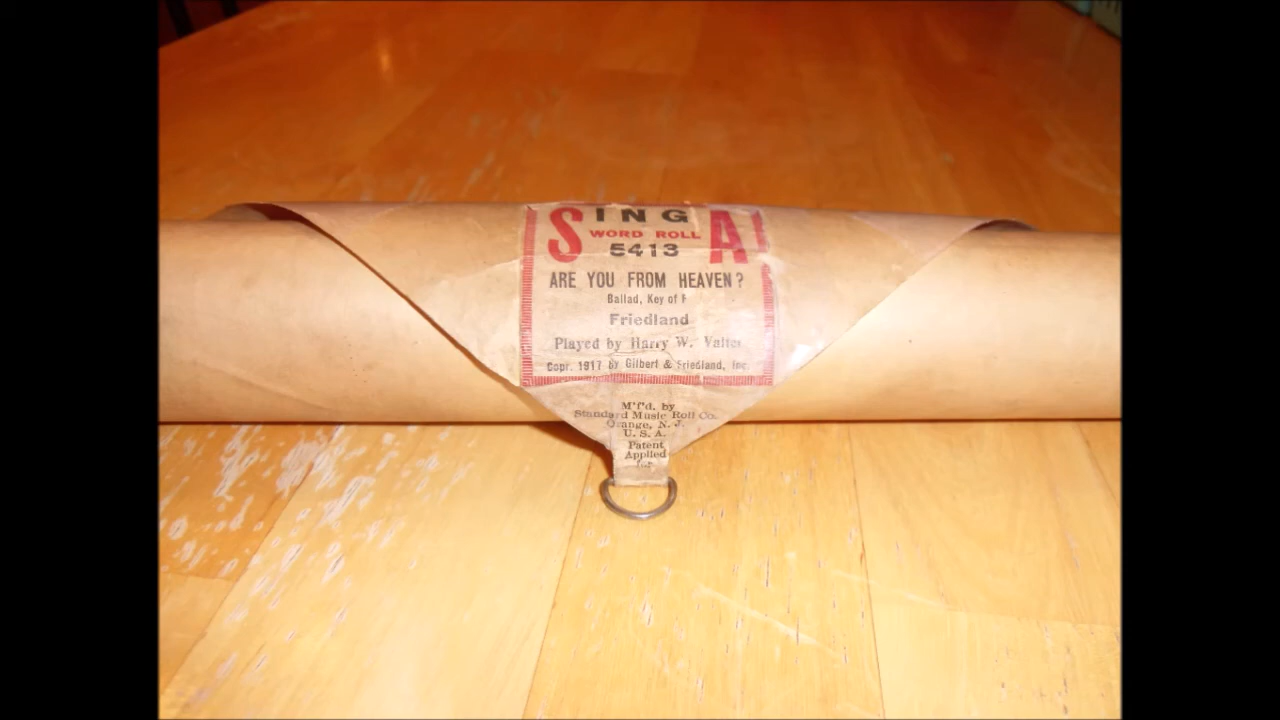 SING A
WORD ROLL
5413
ARE YOU FROM HEAVEN?
Ballad, Key of F
Friedland
Played by Harry W.
Copr. 1917 by Gilbert & Friedland, Inc.
M'f'd. by
Standard Music Roll Co.
Orange, N. J.
U. S. A.
Patent
Applied
for